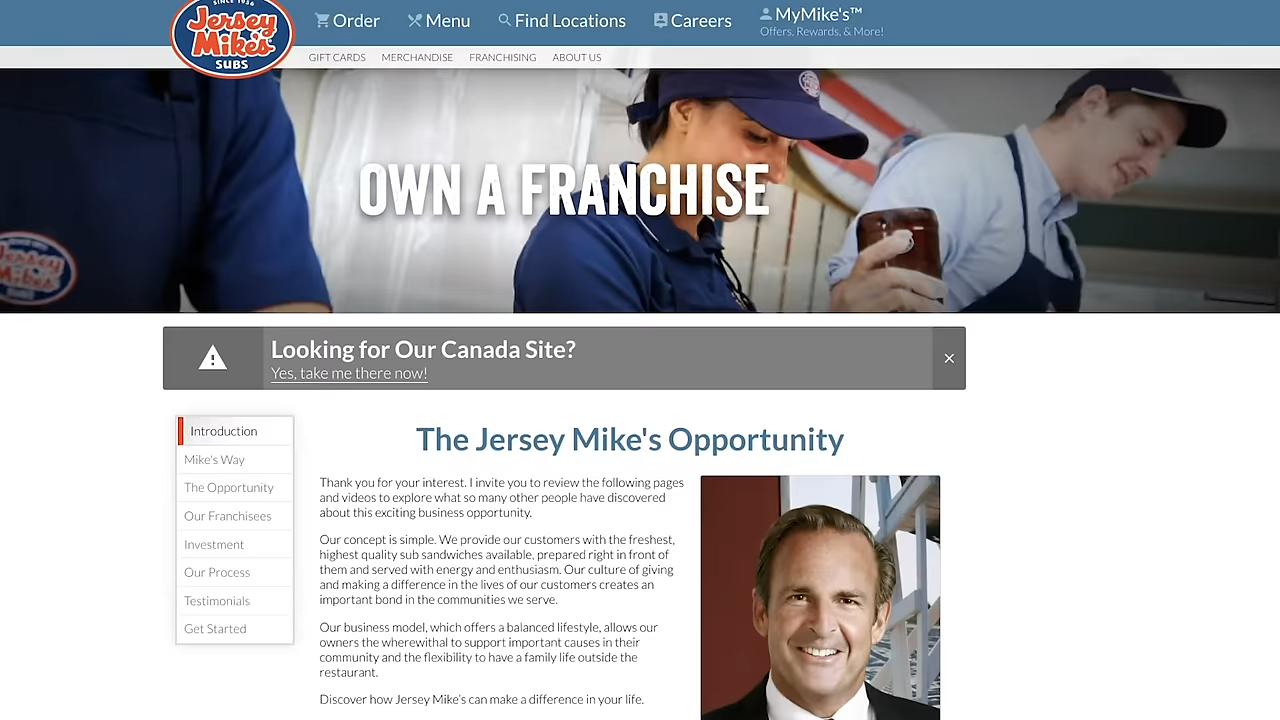 SINCE 1956
Jersey
Mike's
SUBS
Order
Menu
Find Locations
Careers
MyMike's™
Offers, Rewards, & More!
GIFT CARDS
MERCHANDISE
FRANCHISING
ABOUT US
OWN A FRANCHISE
Jersey
Mike's
SUBS
Looking for Our Canada Site?
Yes, take me there now!
×
Introduction
Mike's Way
The Opportunity
Our Franchisees
Investment
Our Process
Testimonials
Get Started
The Jersey Mike's Opportunity
Thank you for your interest. I invite you to review the following pages
and videos to explore what so many other people have discovered
about this exciting business opportunity.
Our concept is simple. We provide our customers with the freshest,
highest quality sub sandwiches available, prepared right in front of
them and served with energy and enthusiasm. Our culture of giving
and making a difference in the lives of our customers creates an
important bond in the communities we serve.
Our business model, which offers a balanced lifestyle, allows our
owners the wherewithal to support important causes in their
community and the flexibility to have a family life outside the
restaurant.
Discover how Jersey Mike's can make a difference in your life.